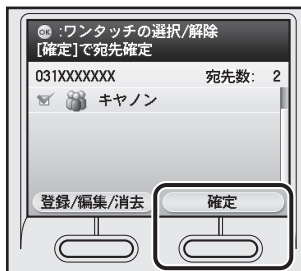 OK :ワンタッチの選択/解除
[確定]で宛先確定
031XXXXXXX 宛先数: 2
キヤノン
登録/編集/消去 確定